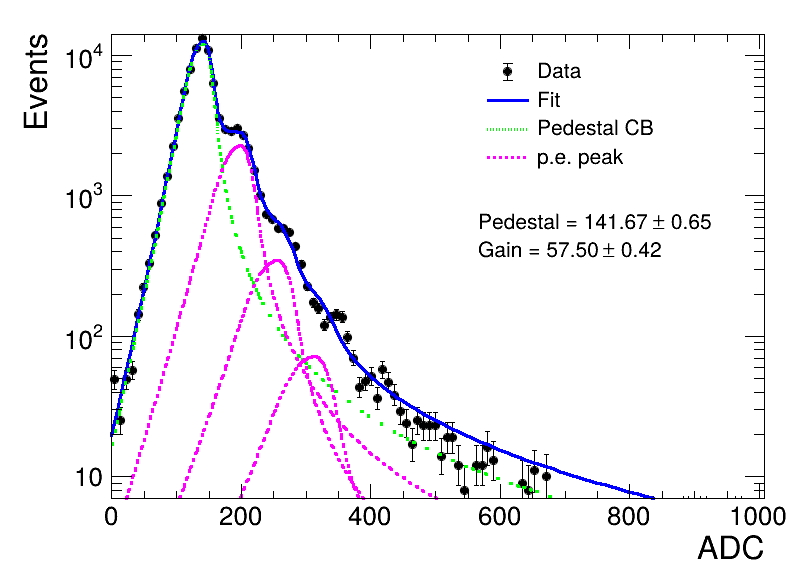 Events
10⁴
10³
10²
10
Data
Fit
Pedestal CB
p.e. peak
Pedestal = 141.67 ± 0.65
Gain = 57.50 ± 0.42
0 200 400 600 800 1000
ADC